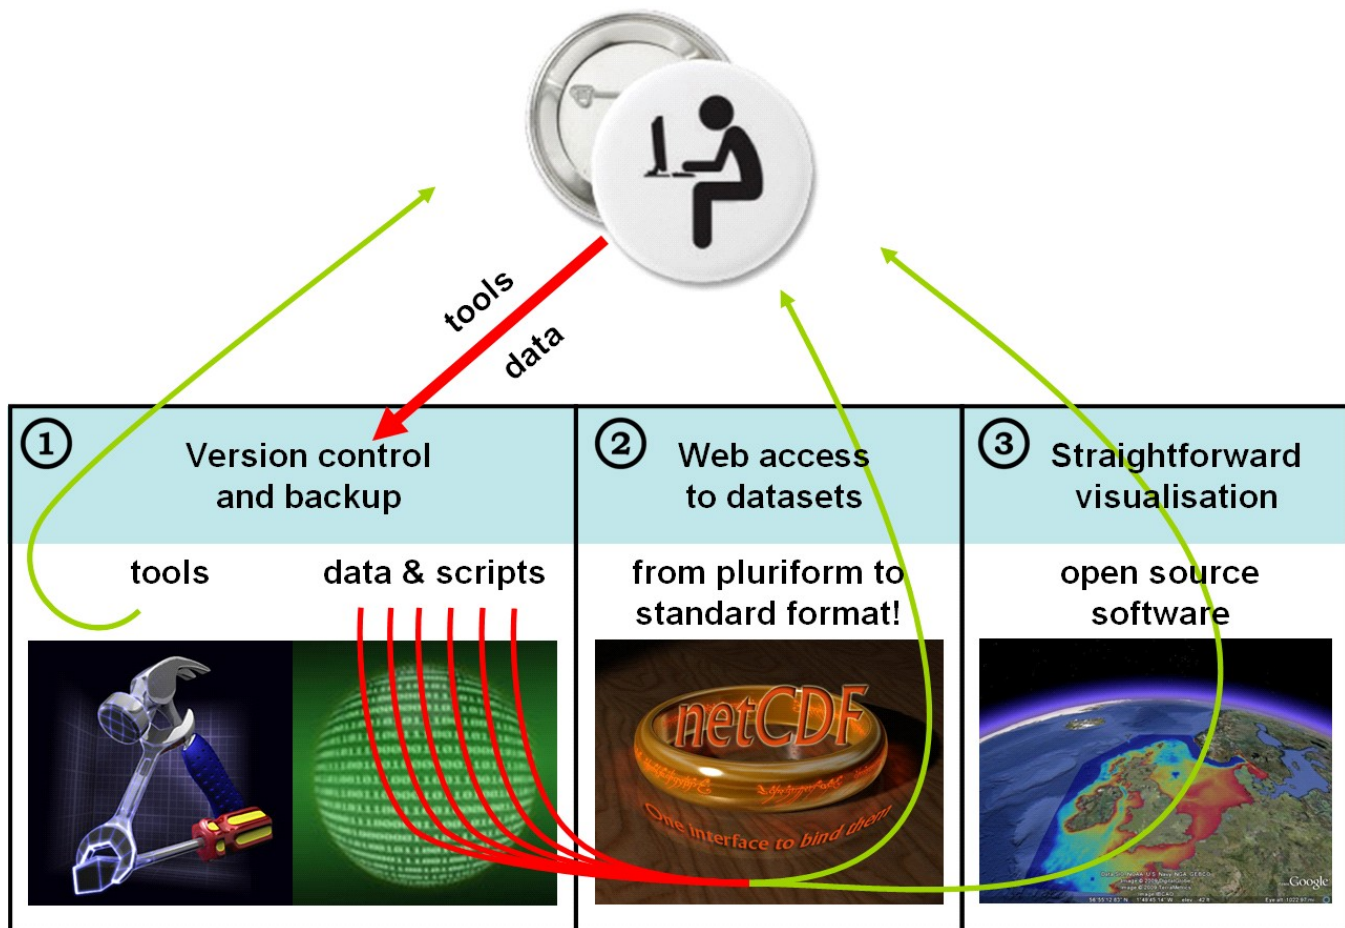 tools
data
1
Version control
and backup
2
Web access
to datasets
3
Straightforward
visualisation
tools
data & scripts
from pluriform to
standard format!
open source
software
netCDF
One interface to bind them
Google